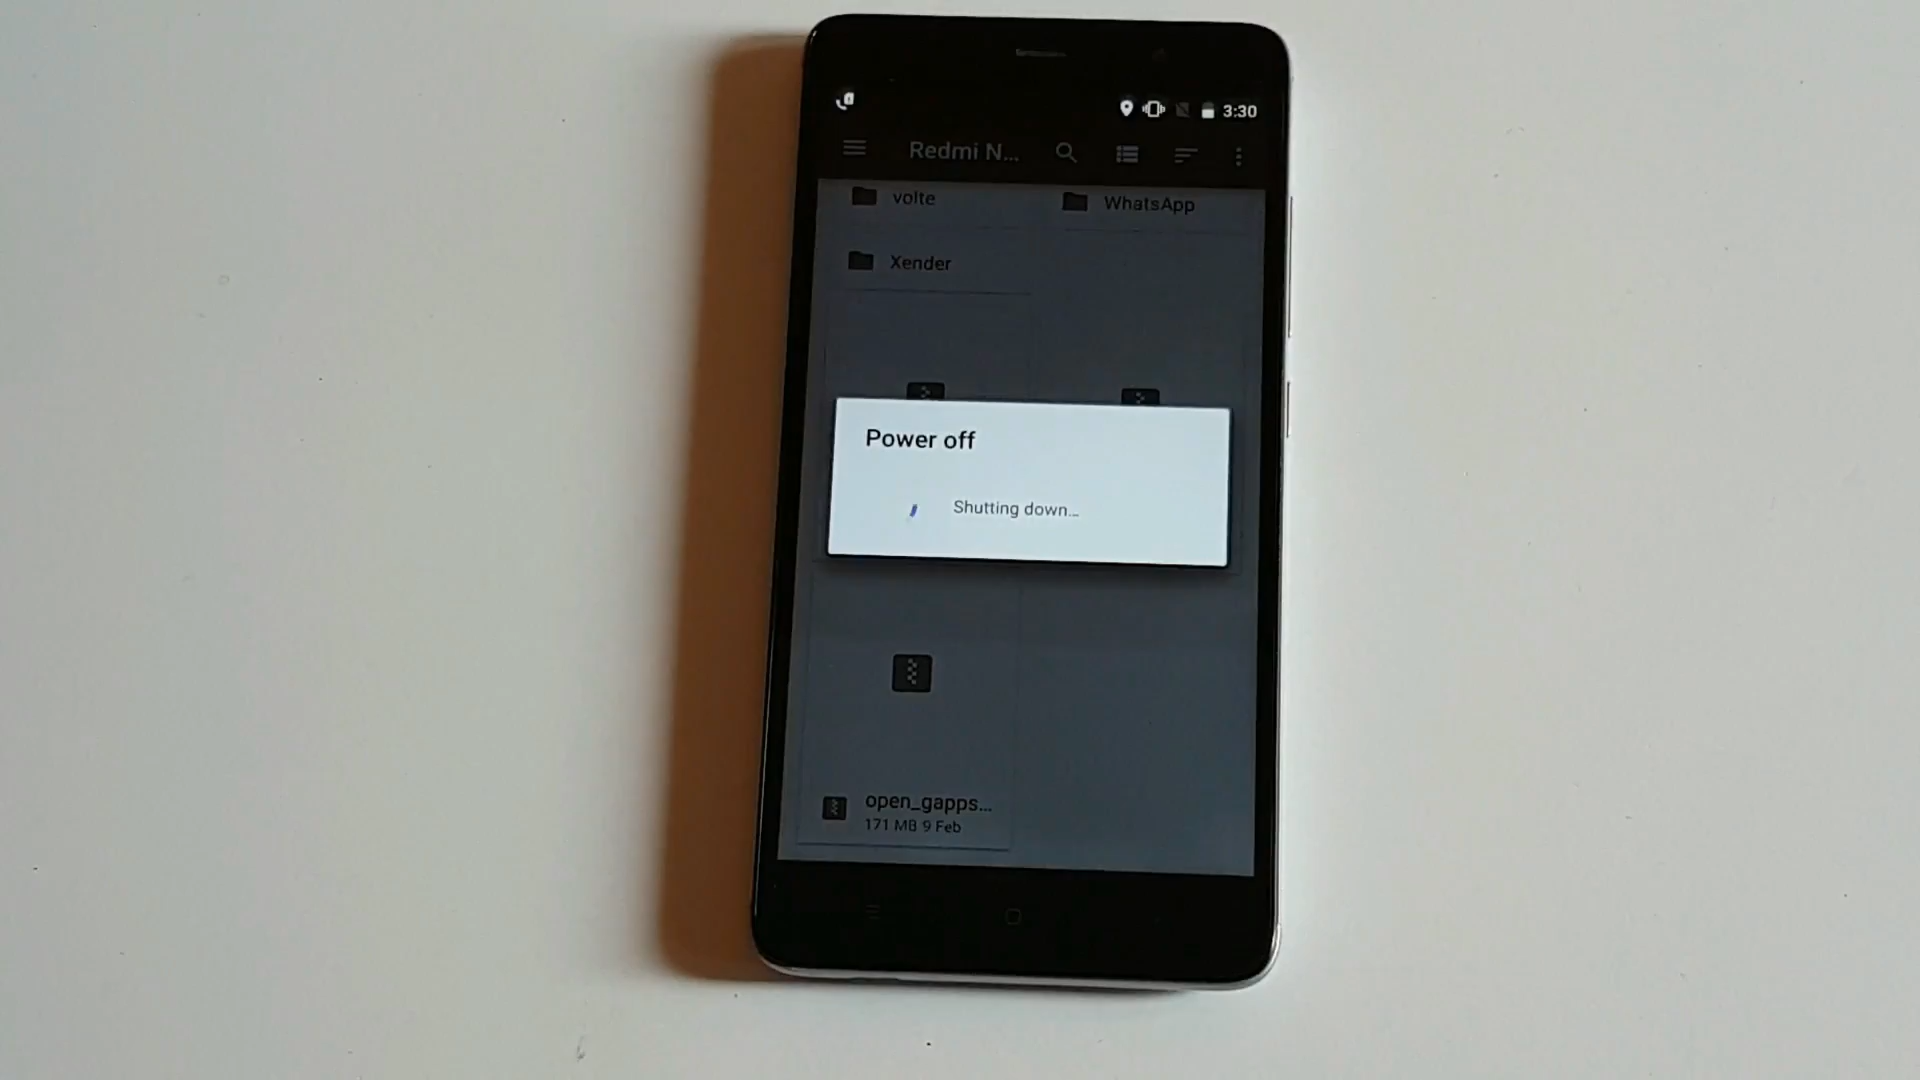 3:30
Redmi N...
volte
WhatsApp
Xender
Power off
Shutting down...
open_gapps...
171 MB 9 Feb